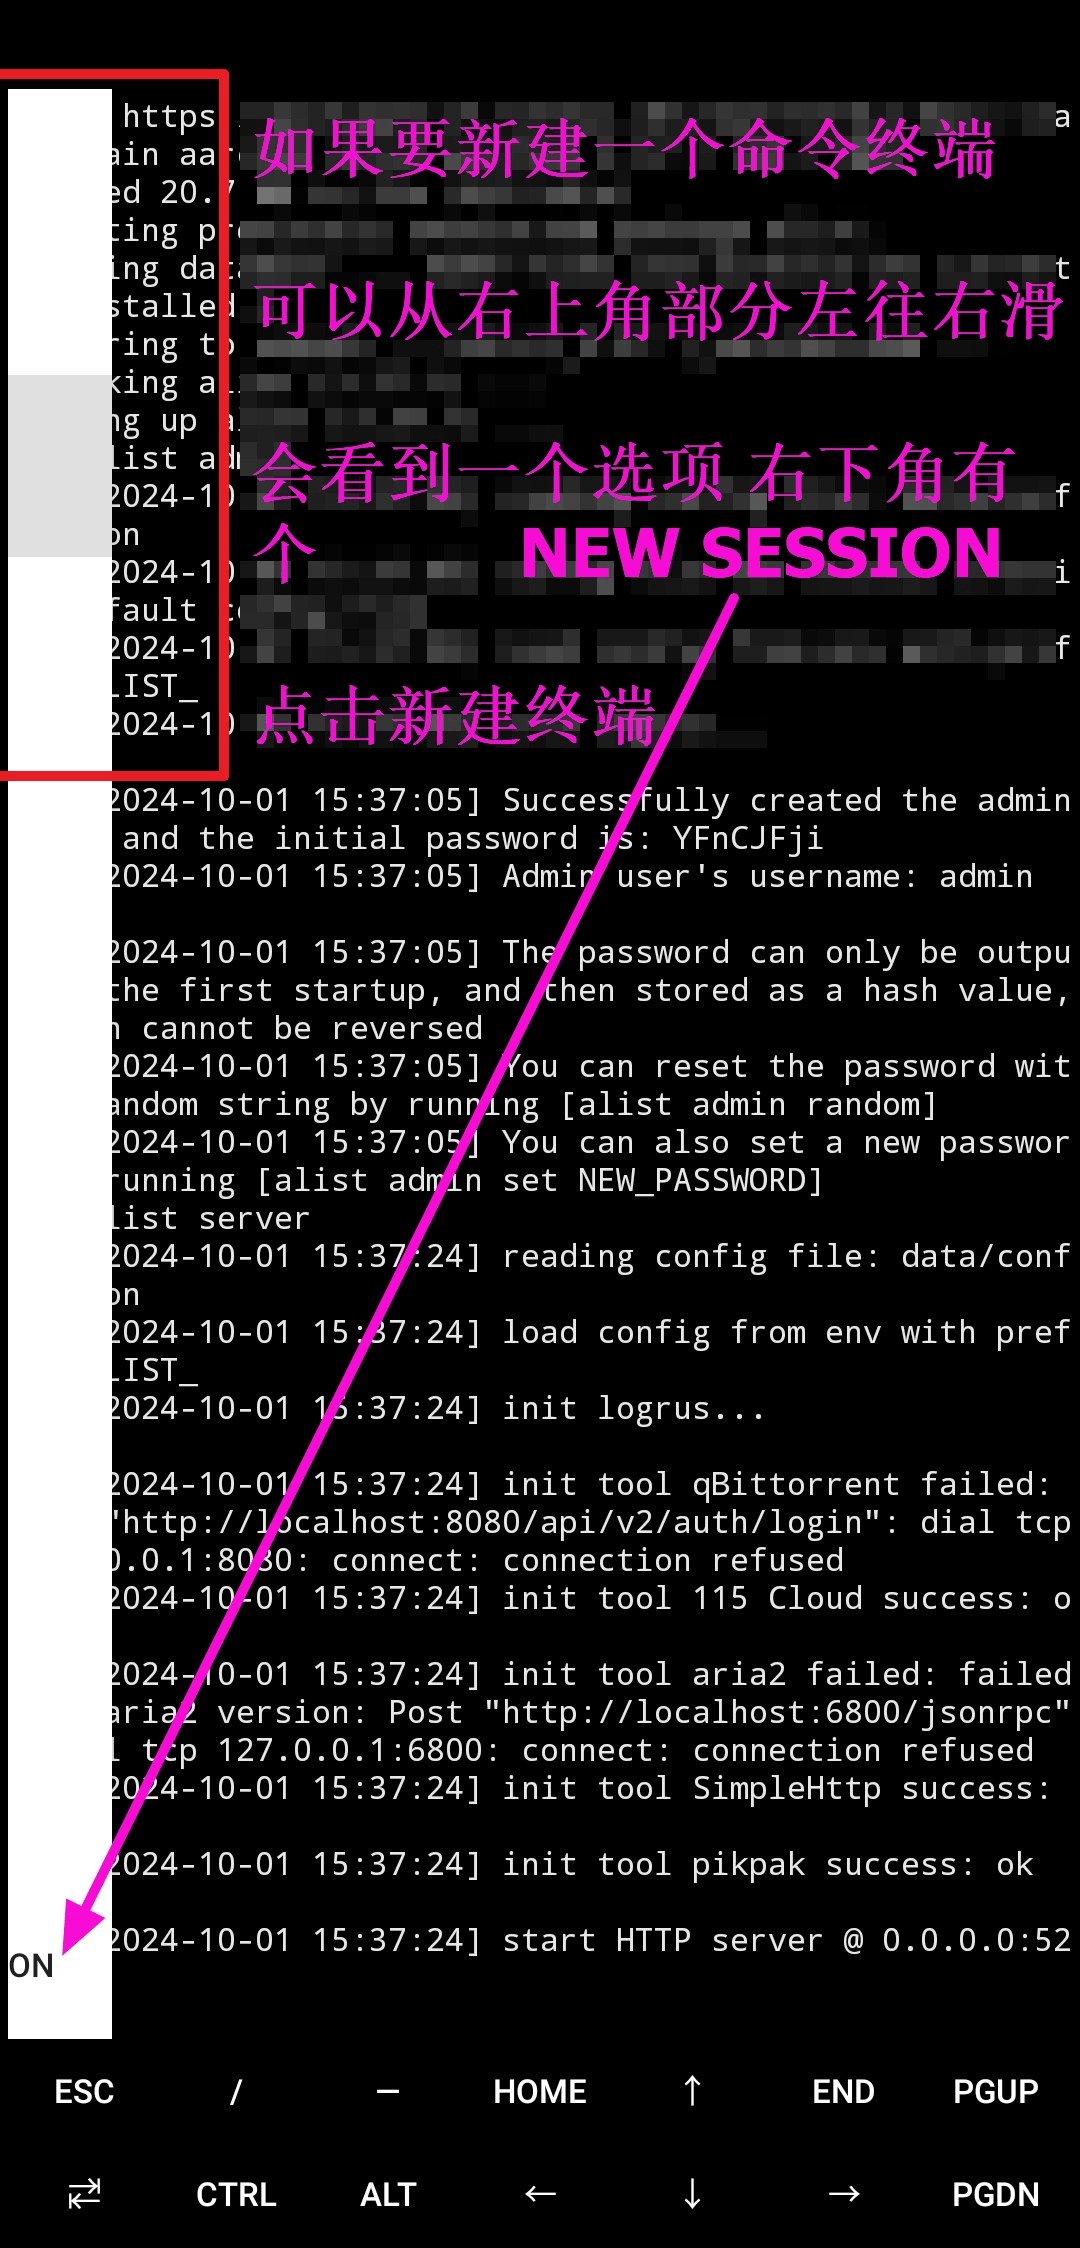 https
a
如果要新建一个命令终端
ain aar
ed 20.7
ting pr
ing dat
t
stalled
可以从右上角部分左往右滑
ring to
king al
ng up al
list adm
会看到一个选项 右下角有
2024-10
f
on
个 NEW SESSION
2024-10
i
fault co
2024-10
f
LIST_
2024-10
点击新建终端
2024-10-01 15:37:05] Successfully created the admin
and the initial password is: YFnCJFji
2024-10-01 15:37:05] Admin user's username: admin
2024-10-01 15:37:05] The password can only be outpu
the first startup, and then stored as a hash value,
h cannot be reversed
2024-10-01 15:37:05] You can reset the password wit
andom string by running [alist admin random]
2024-10-01 15:37:05] You can also set a new passwor
running [alist admin set NEW_PASSWORD]
list server
2024-10-01 15:37:24] reading config file: data/conf
on
2024-10-01 15:37:24] load config from env with pref
LIST_
2024-10-01 15:37:24] init logrus...
2024-10-01 15:37:24] init tool qBittorrent failed:
"http://localhost:8080/api/v2/auth/login": dial tcp
0.0.1:8080: connect: connection refused
2024-10-01 15:37:24] init tool 115 Cloud success: o
2024-10-01 15:37:24] init tool aria2 failed: failed
aria2 version: Post "http://localhost:6800/jsonrpc"
l tcp 127.0.0.1:6800: connect: connection refused
2024-10-01 15:37:24] init tool SimpleHttp success:
2024-10-01 15:37:24] init tool pikpak success: ok
2024-10-01 15:37:24] start HTTP server @ 0.0.0.0:52
ON
ESC / — HOME ↑ END PGUP
⇄ CTRL ALT ← ↓ → PGDN